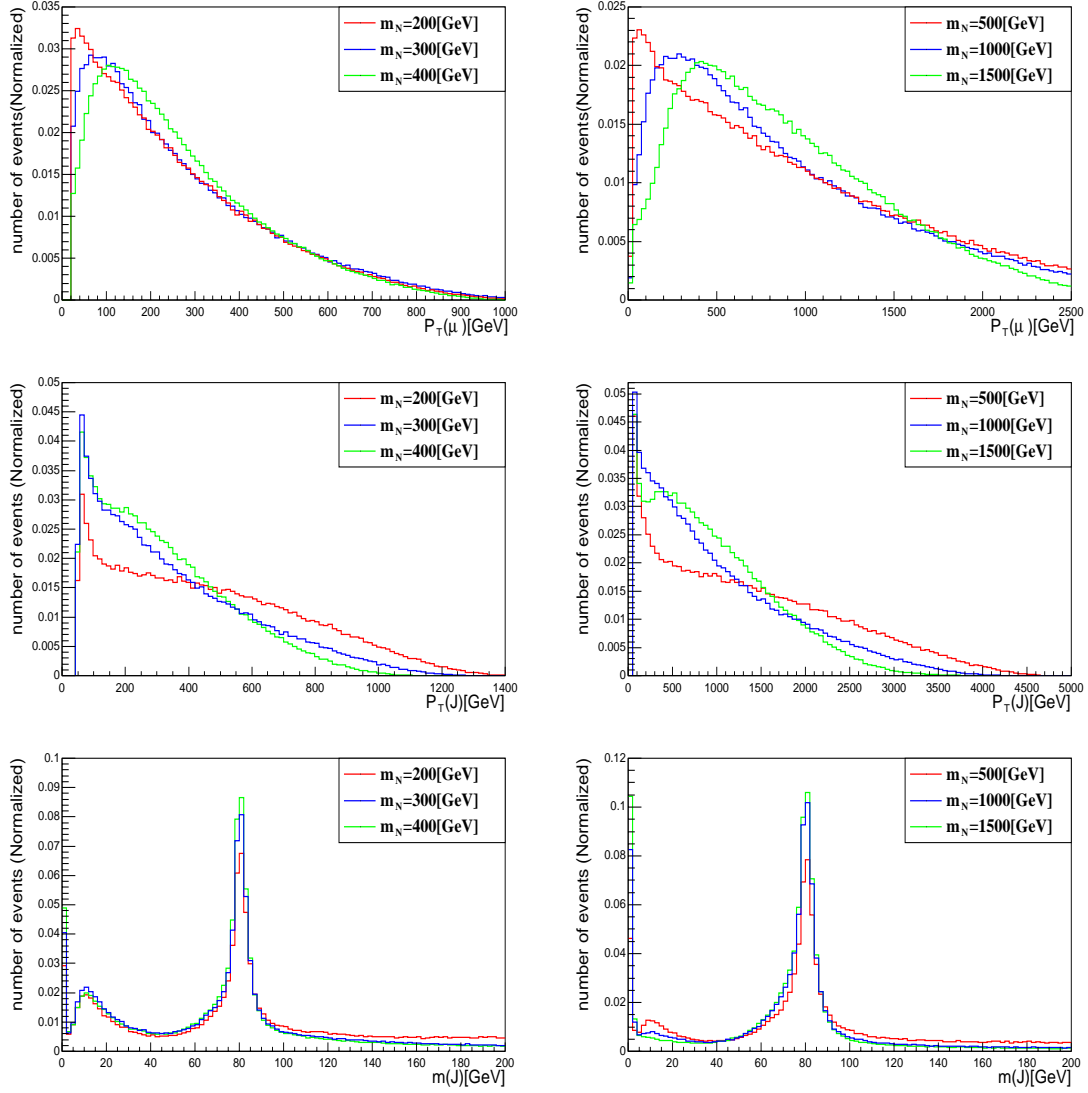 number of events(Normalized)
0.035
0.03
0.025
0.02
0.015
0.01
0.005
0
m_N=200[GeV]
m_N=300[GeV]
m_N=400[GeV]
0 100 200 300 400 500 600 700 800 900 1000
P_T(μ)[GeV]
number of events(Normalized)
0.025
0.02
0.015
0.01
0.005
0
m_N=500[GeV]
m_N=1000[GeV]
m_N=1500[GeV]
0 500 1000 1500 2000 2500
P_T(μ)[GeV]
number of events (Normalized)
0.05
0.045
0.04
0.035
0.03
0.025
0.02
0.015
0.01
0.005
0
m_N=200[GeV]
m_N=300[GeV]
m_N=400[GeV]
0 200 400 600 800 1000 1200 1400
P_T(J)[GeV]
number of events (Normalized)
0.05
0.045
0.04
0.035
0.03
0.025
0.02
0.015
0.01
0.005
0
m_N=500[GeV]
m_N=1000[GeV]
m_N=1500[GeV]
0 500 1000 1500 2000 2500 3000 3500 4000 4500 5000
P_T(J)[GeV]
number of events (Normalized)
0.1
0.09
0.08
0.07
0.06
0.05
0.04
0.03
0.02
0.01
0
m_N=200[GeV]
m_N=300[GeV]
m_N=400[GeV]
0 20 40 60 80 100 120 140 160 180 200
m(J)[GeV]
number of events (Normalized)
0.12
0.1
0.08
0.06
0.04
0.02
0
m_N=500[GeV]
m_N=1000[GeV]
m_N=1500[GeV]
0 20 40 60 80 100 120 140 160 180 200
m(J)[GeV]